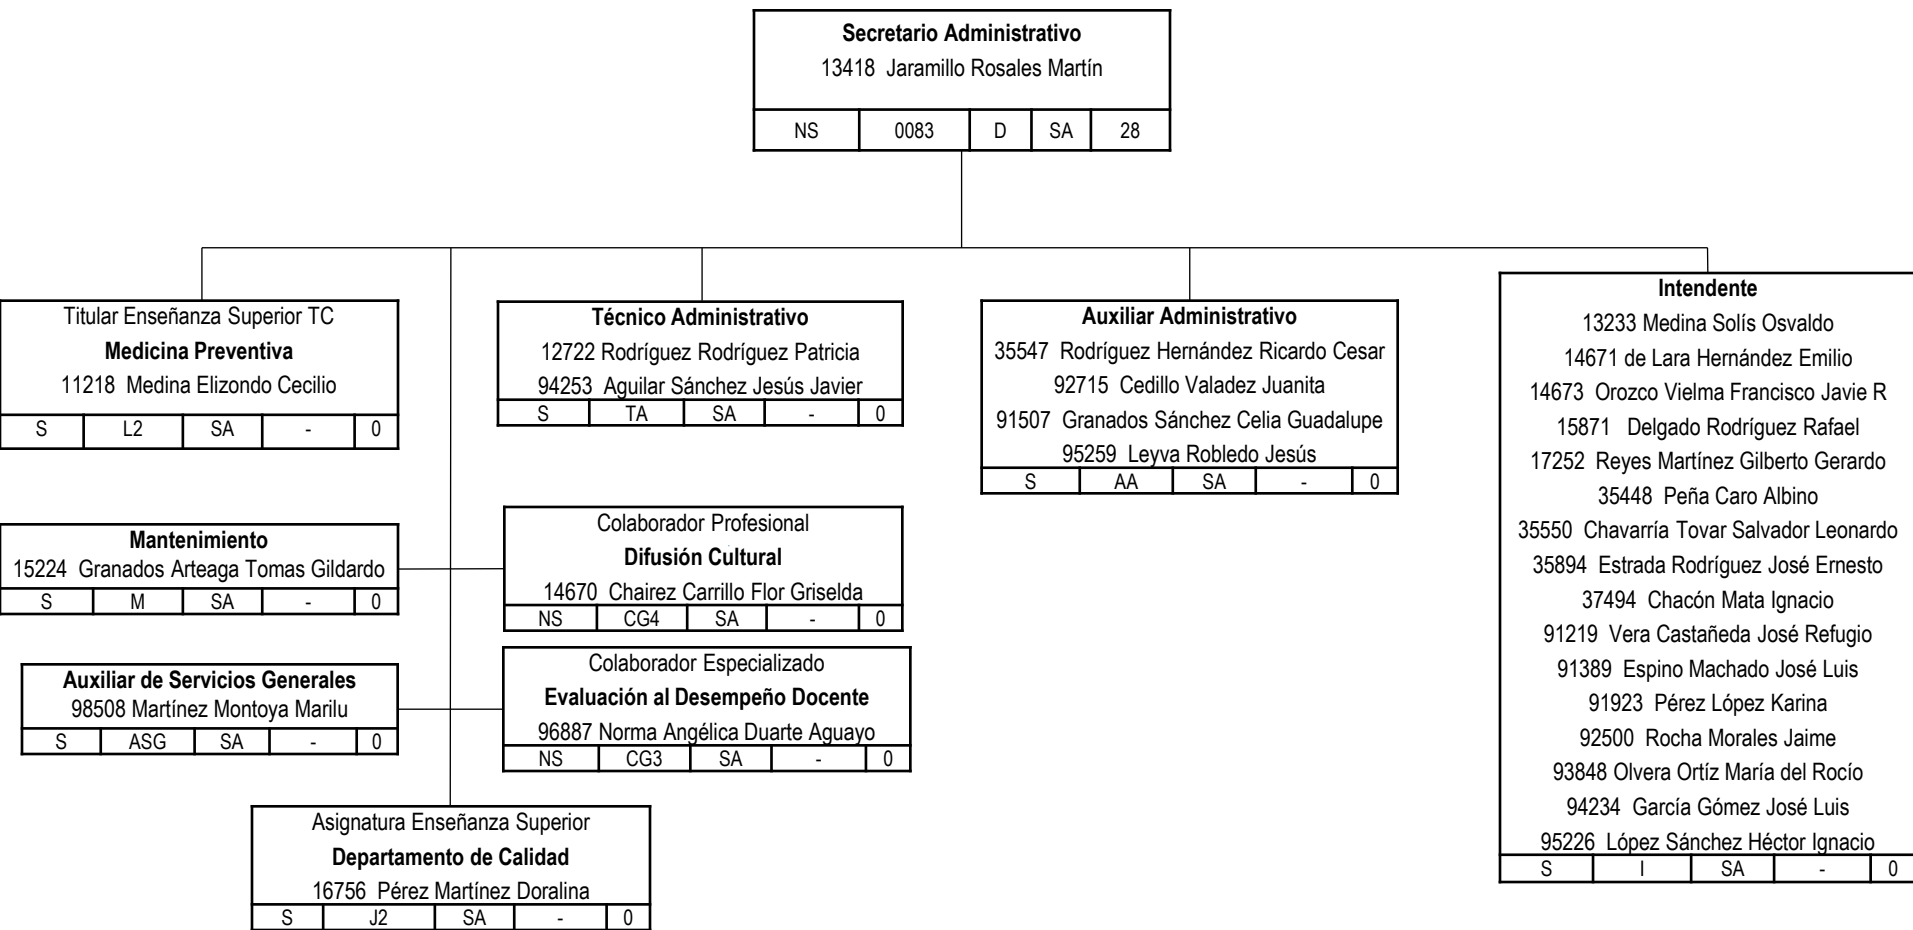 Secretario Administrativo
13418 Jaramillo Rosales Martín
NS 0083 D SA 28
Titular Enseñanza Superior TC
Medicina Preventiva
11218 Medina Elizondo Cecilio
S L2 SA - 0
Técnico Administrativo
12722 Rodríguez Rodríguez Patricia
94253 Aguilar Sánchez Jesús Javier
S TA SA - 0
Auxiliar Administrativo
35547 Rodríguez Hernández Ricardo Cesar
92715 Cedillo Valadez Juanita
91507 Granados Sánchez Celia Guadalupe
95259 Leyva Robledo Jesús
S AA SA - 0
Intendente
13233 Medina Solís Osvaldo
14671 de Lara Hernández Emilio
14673 Orozco Vielma Francisco Javie R
15871 Delgado Rodríguez Rafael
17252 Reyes Martínez Gilberto Gerardo
35448 Peña Caro Albino
35550 Chavarría Tovar Salvador Leonardo
35894 Estrada Rodríguez José Ernesto
37494 Chacón Mata Ignacio
91219 Vera Castañeda José Refugio
91389 Espino Machado José Luis
91923 Pérez López Karina
92500 Rocha Morales Jaime
93848 Olvera Ortíz María del Rocío
94234 García Gómez José Luis
95226 López Sánchez Héctor Ignacio
S I SA - 0
Mantenimiento
15224 Granados Arteaga Tomas Gildardo
S M SA - 0
Colaborador Profesional
Difusión Cultural
14670 Chairez Carrillo Flor Griselda
NS CG4 SA - 0
Auxiliar de Servicios Generales
98508 Martínez Montoya Marilu
S ASG SA - 0
Colaborador Especializado
Evaluación al Desempeño Docente
96887 Norma Angélica Duarte Aguayo
NS CG3 SA - 0
Asignatura Enseñanza Superior
Departamento de Calidad
16756 Pérez Martínez Doralina
S J2 SA - 0